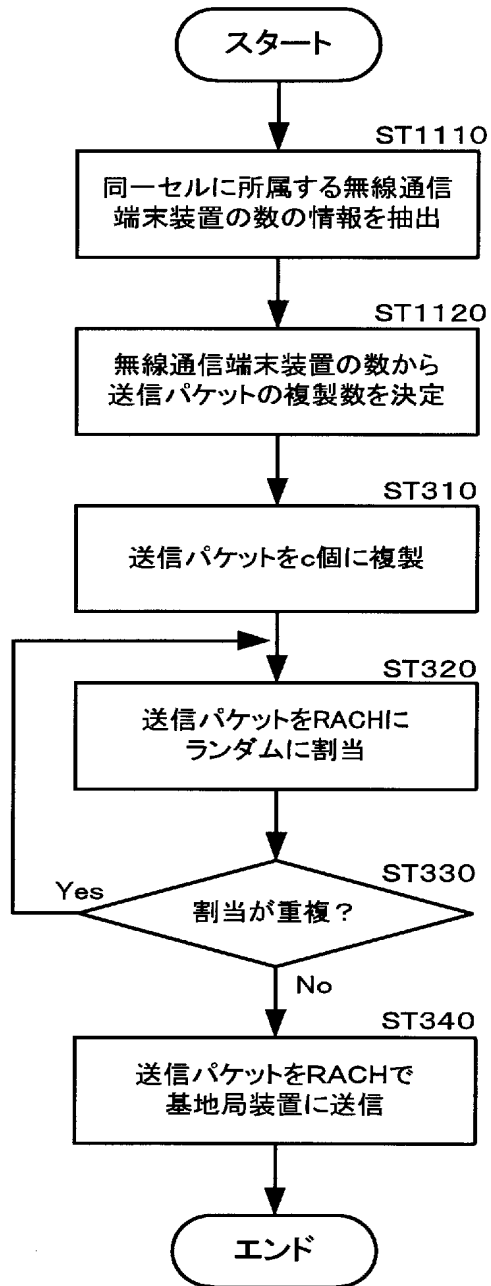 スタート
ST1110
同一セルに所属する無線通信
端末装置の数の情報を抽出
ST1120
無線通信端末装置の数から
送信パケットの複製数を決定
ST310
送信パケットをc個に複製
ST320
送信パケットをRACHに
ランダムに割当
ST330
Yes
割当が重複？
No
ST340
送信パケットをRACHで
基地局装置に送信
エンド